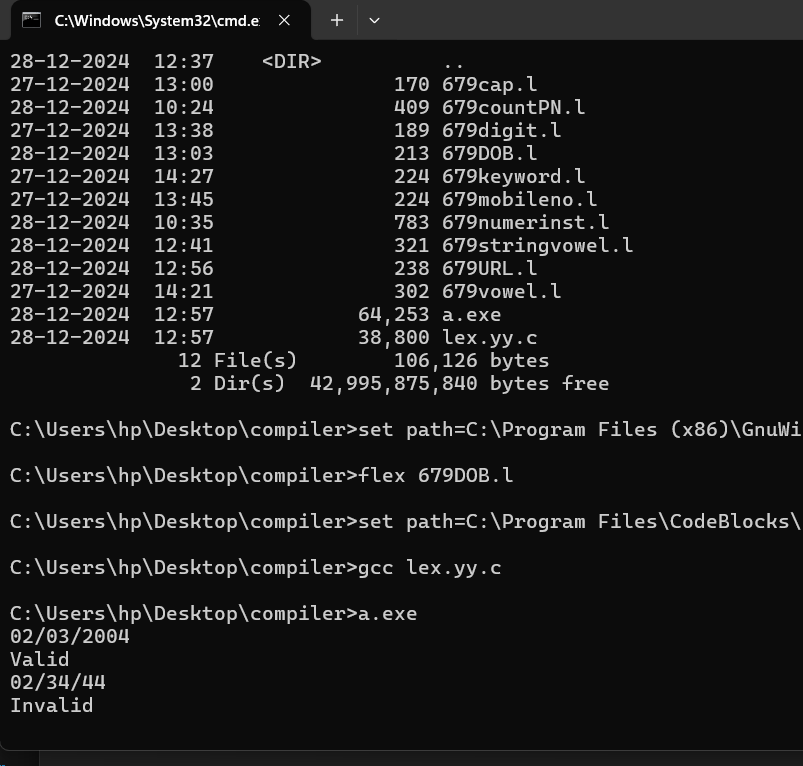 C:\Windows\System32\cmd.e
28-12-2024  12:37    <DIR>          ..
27-12-2024  13:00               170 679cap.l
28-12-2024  10:24               409 679countPN.l
27-12-2024  13:38               189 679digit.l
28-12-2024  13:03               213 679DOB.l
27-12-2024  14:27               224 679keyword.l
27-12-2024  13:45               224 679mobileno.l
28-12-2024  10:35               783 679numerinst.l
28-12-2024  12:41               321 679stringvowel.l
28-12-2024  12:56               238 679URL.l
27-12-2024  14:21               302 679vowel.l
28-12-2024  12:57            64,253 a.exe
28-12-2024  12:57            38,800 lex.yy.c
              12 File(s)        106,126 bytes
               2 Dir(s)  42,995,875,840 bytes free
C:\Users\hp\Desktop\compiler>set path=C:\Program Files (x86)\GnuWi
C:\Users\hp\Desktop\compiler>flex 679DOB.l
C:\Users\hp\Desktop\compiler>set path=C:\Program Files\CodeBlocks\
C:\Users\hp\Desktop\compiler>gcc lex.yy.c
C:\Users\hp\Desktop\compiler>a.exe
02/03/2004
Valid
02/34/44
Invalid